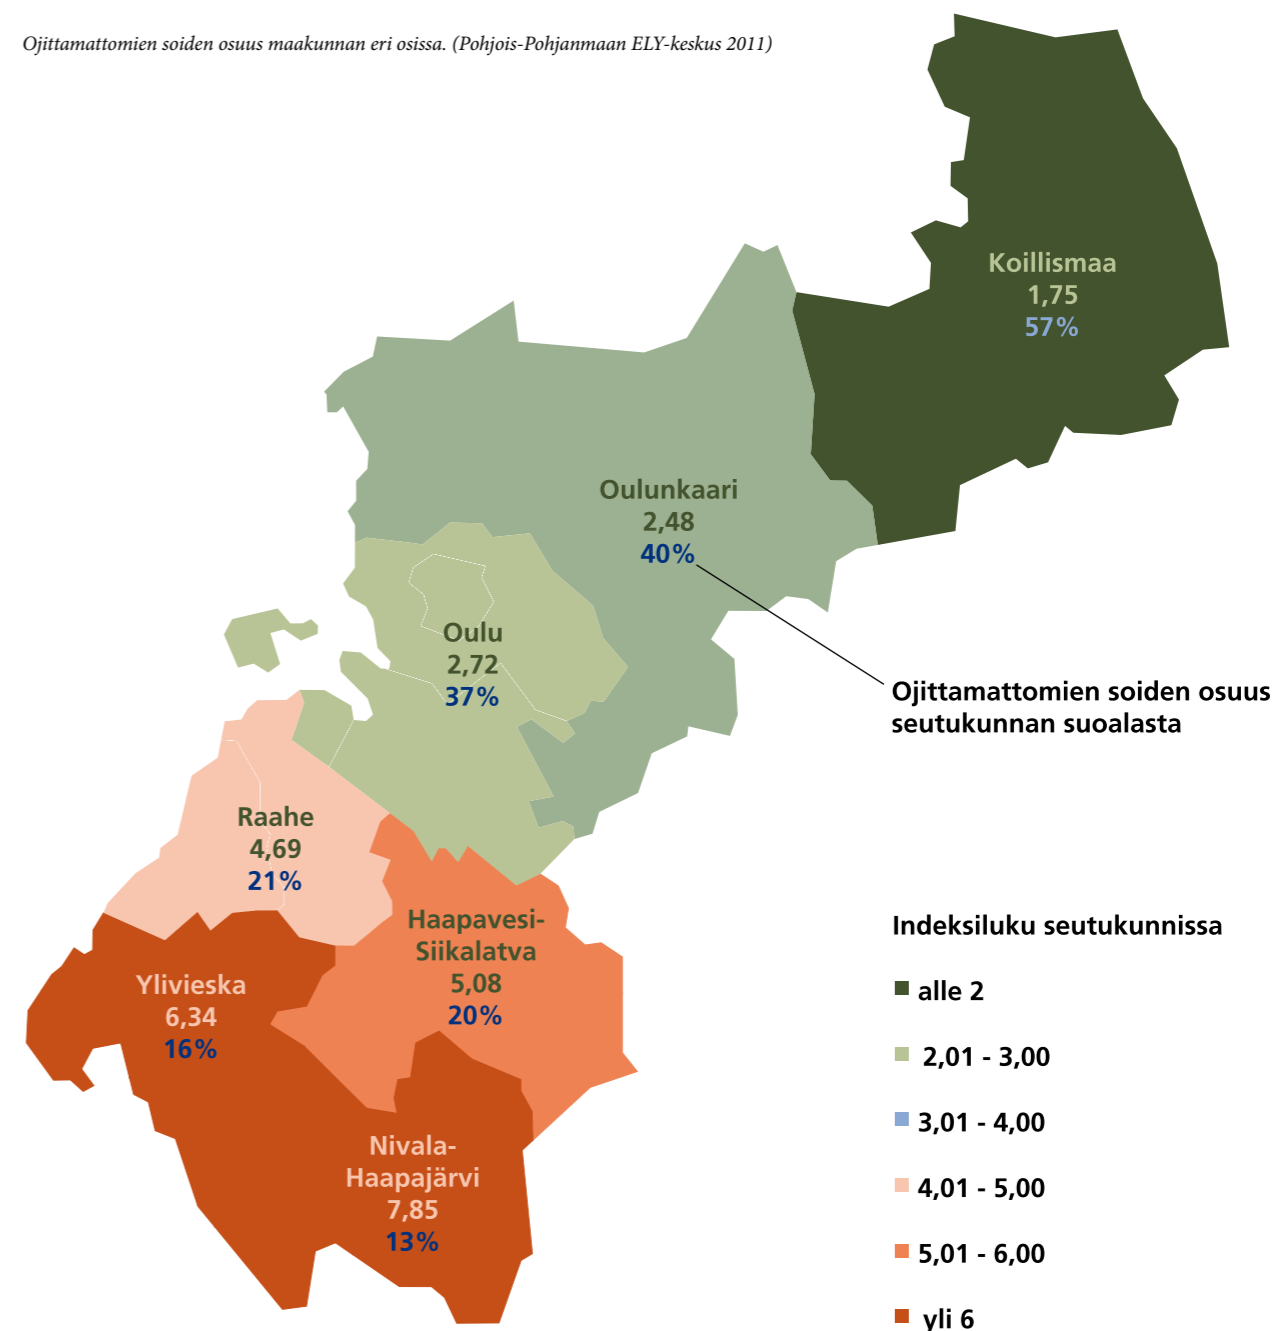 Ojittamattomien soiden osuus maakunnan eri osissa. (Pohjois-Pohjanmaan ELY-keskus 2011)
Koillismaa
1,75
57%
Oulunkaari
2,48
40%
Oulu
2,72
37%
Ojittamattomien soiden osuus
seutukunnan suoalasta
Raahe
4,69
21%
Haapavesi-
Siikalatva
5,08
20%
Ylivieska
6,34
16%
Nivala-
Haapajärvi
7,85
13%
Indeksiluku seutukunnissa
alle 2
2,01 - 3,00
3,01 - 4,00
4,01 - 5,00
5,01 - 6,00
yli 6